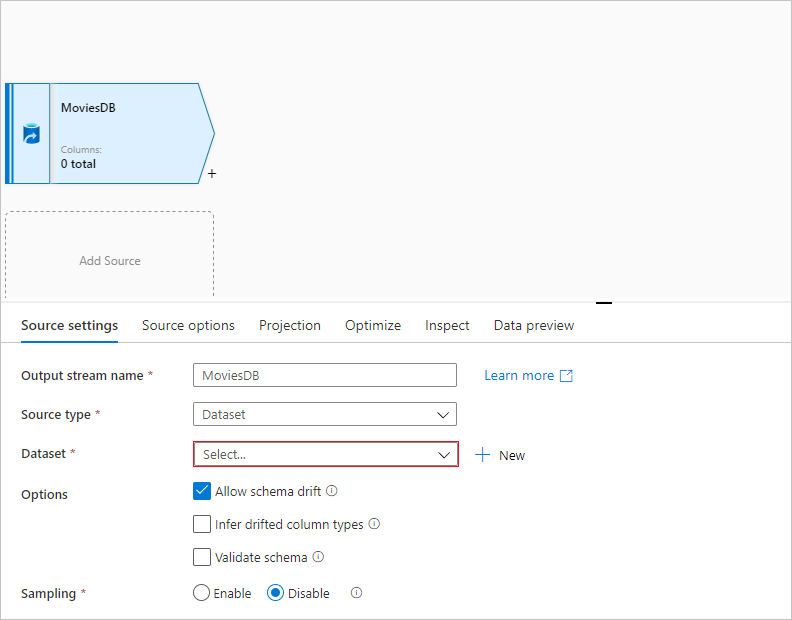 MoviesDB
Columns:
0 total
+
Add Source
Source settings Source options Projection Optimize Inspect Data preview
Output stream name * MoviesDB Learn more
Source type * Dataset
Dataset * Select... + New
Options Allow schema drift
Infer drifted column types
Validate schema
Sampling * Enable Disable